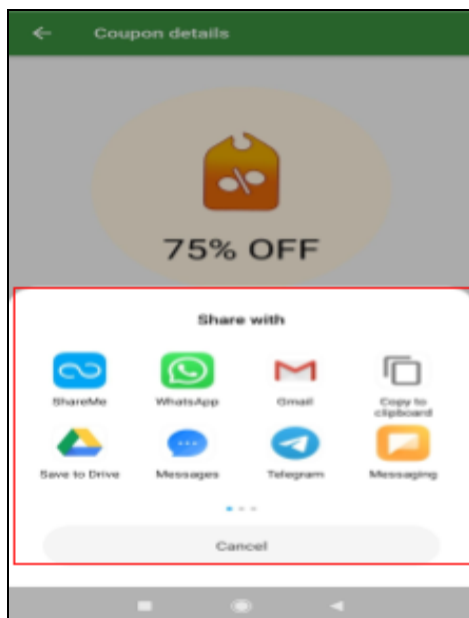 Coupon details
75% OFF
Share with
ShareMe
WhatsApp
Gmail
Copy to
clipboard
Save to Drive
Messages
Telegram
Messaging
Cancel